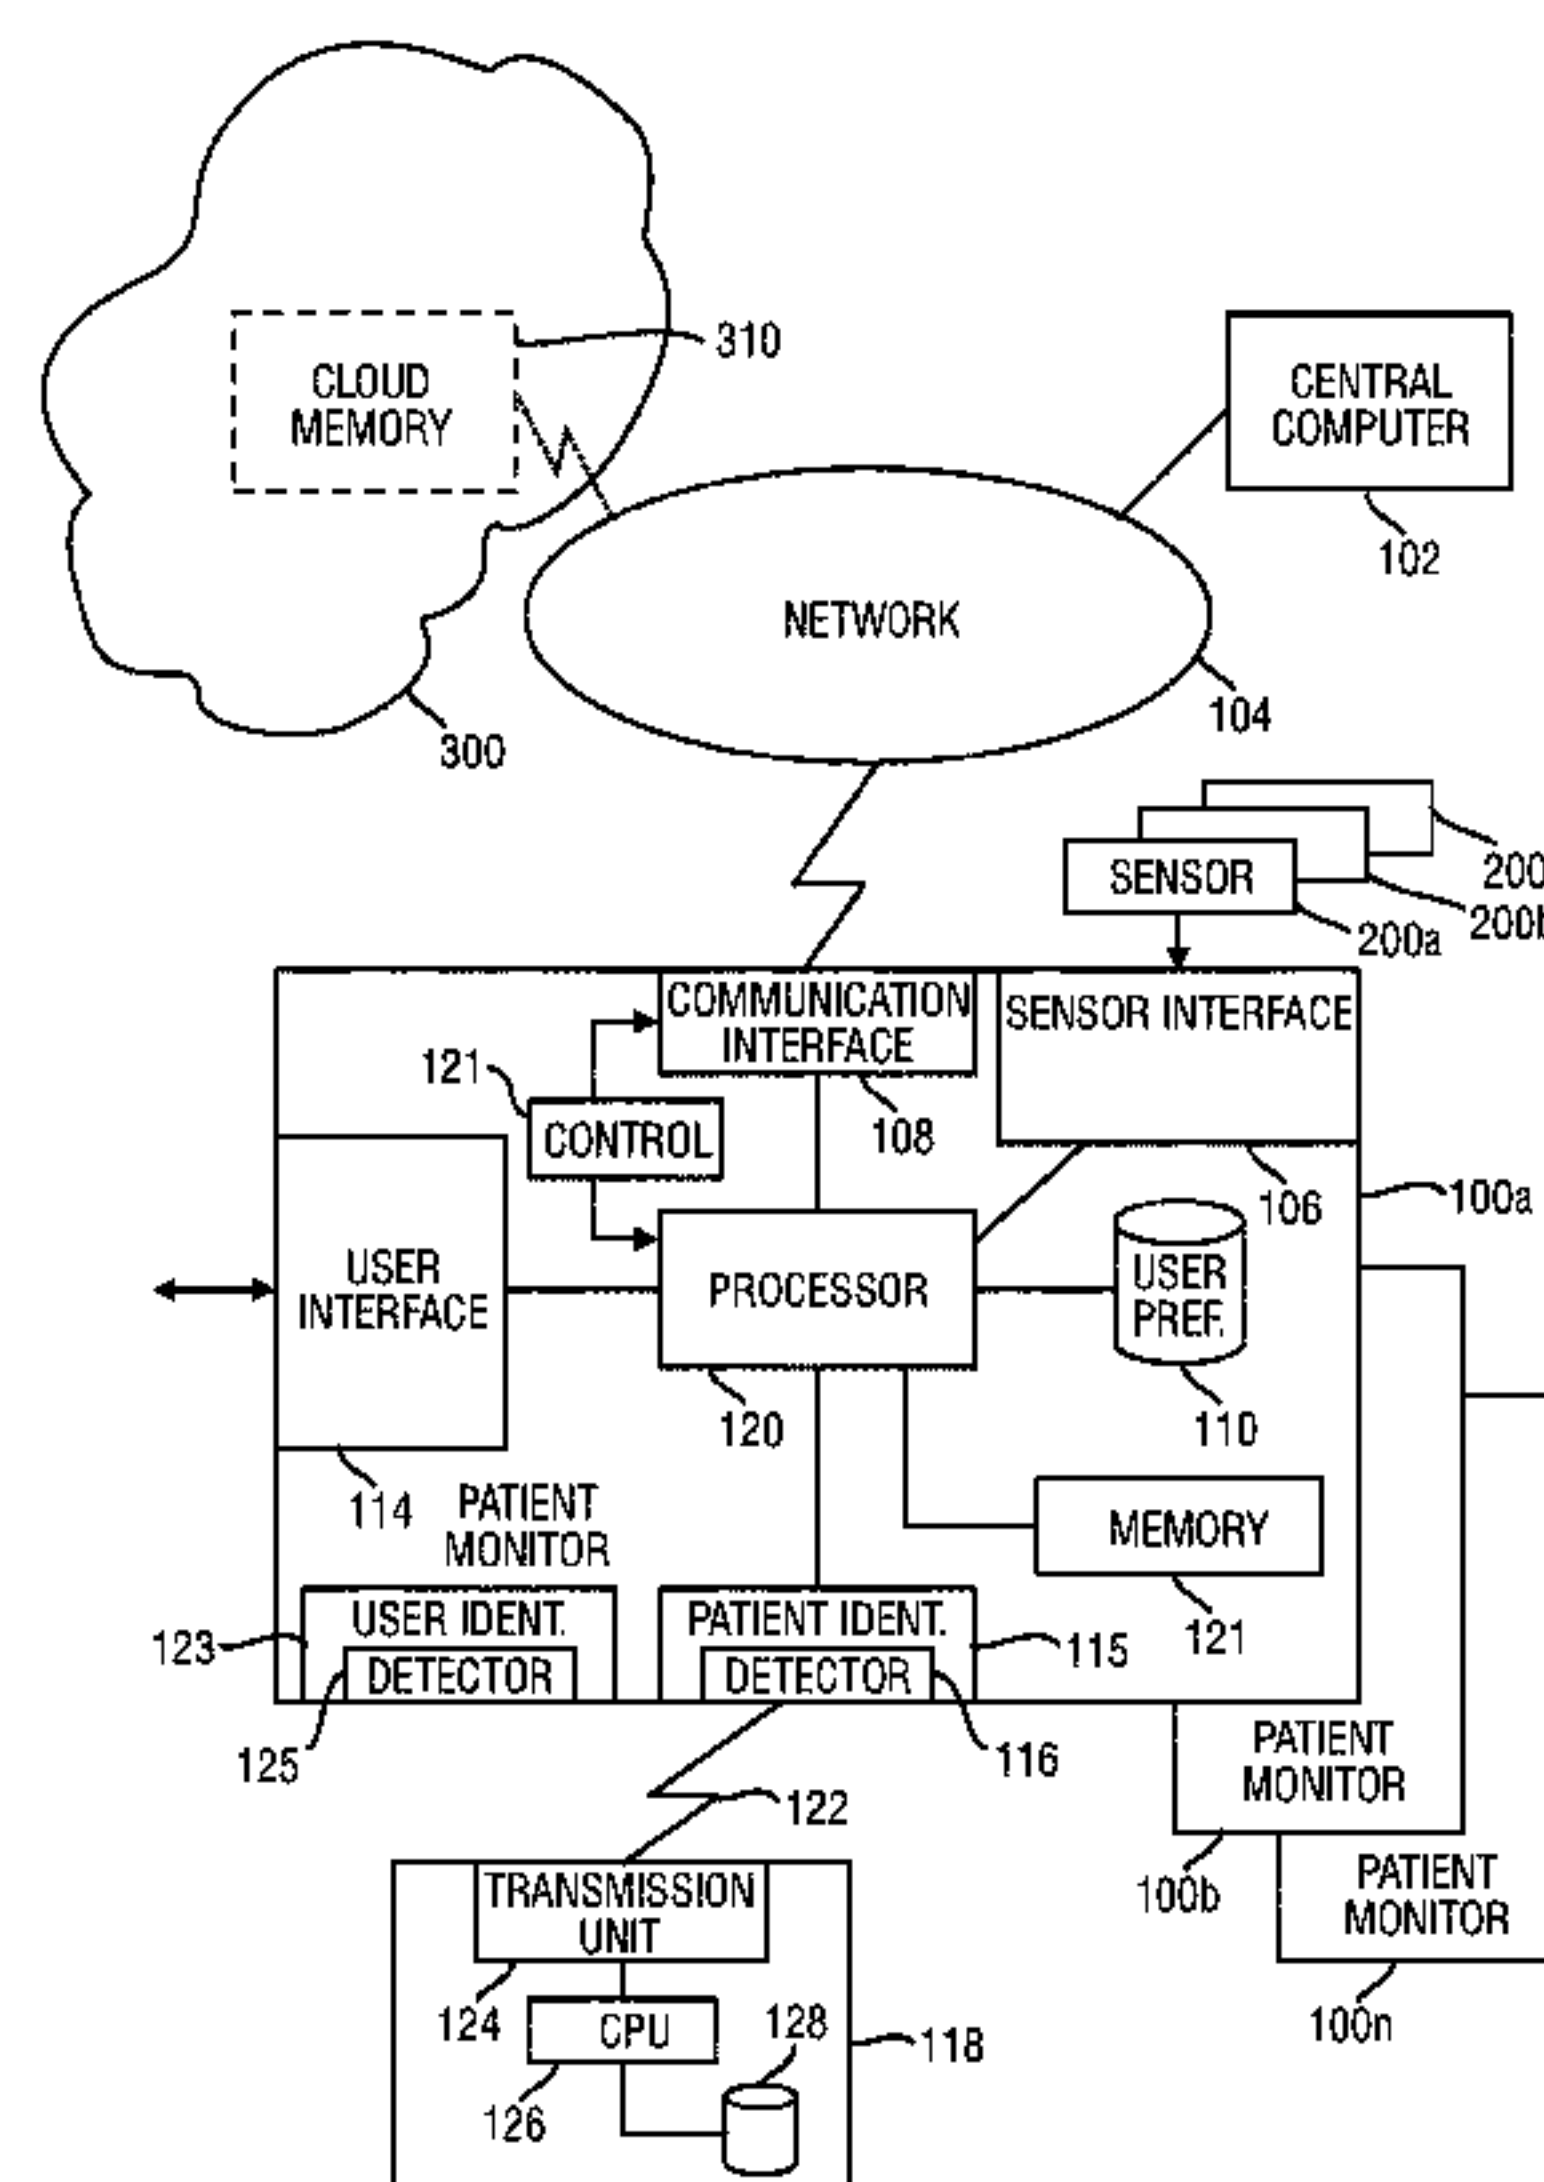 310
CLOUD
MEMORY
CENTRAL
COMPUTER
102
NETWORK
104
300
SENSOR
200
200b
200a
COMMUNICATION
INTERFACE
SENSOR INTERFACE
121
CONTROL
108
106
100a
USER
INTERFACE
PROCESSOR
USER
PREF.
120
110
114
PATIENT
MONITOR
MEMORY
121
USER IDENT.
PATIENT IDENT.
123
115
DETECTOR
DETECTOR
125
116
PATIENT
MONITOR
122
100b
PATIENT
MONITOR
TRANSMISSION
UNIT
124
CPU
128
118
100n
126